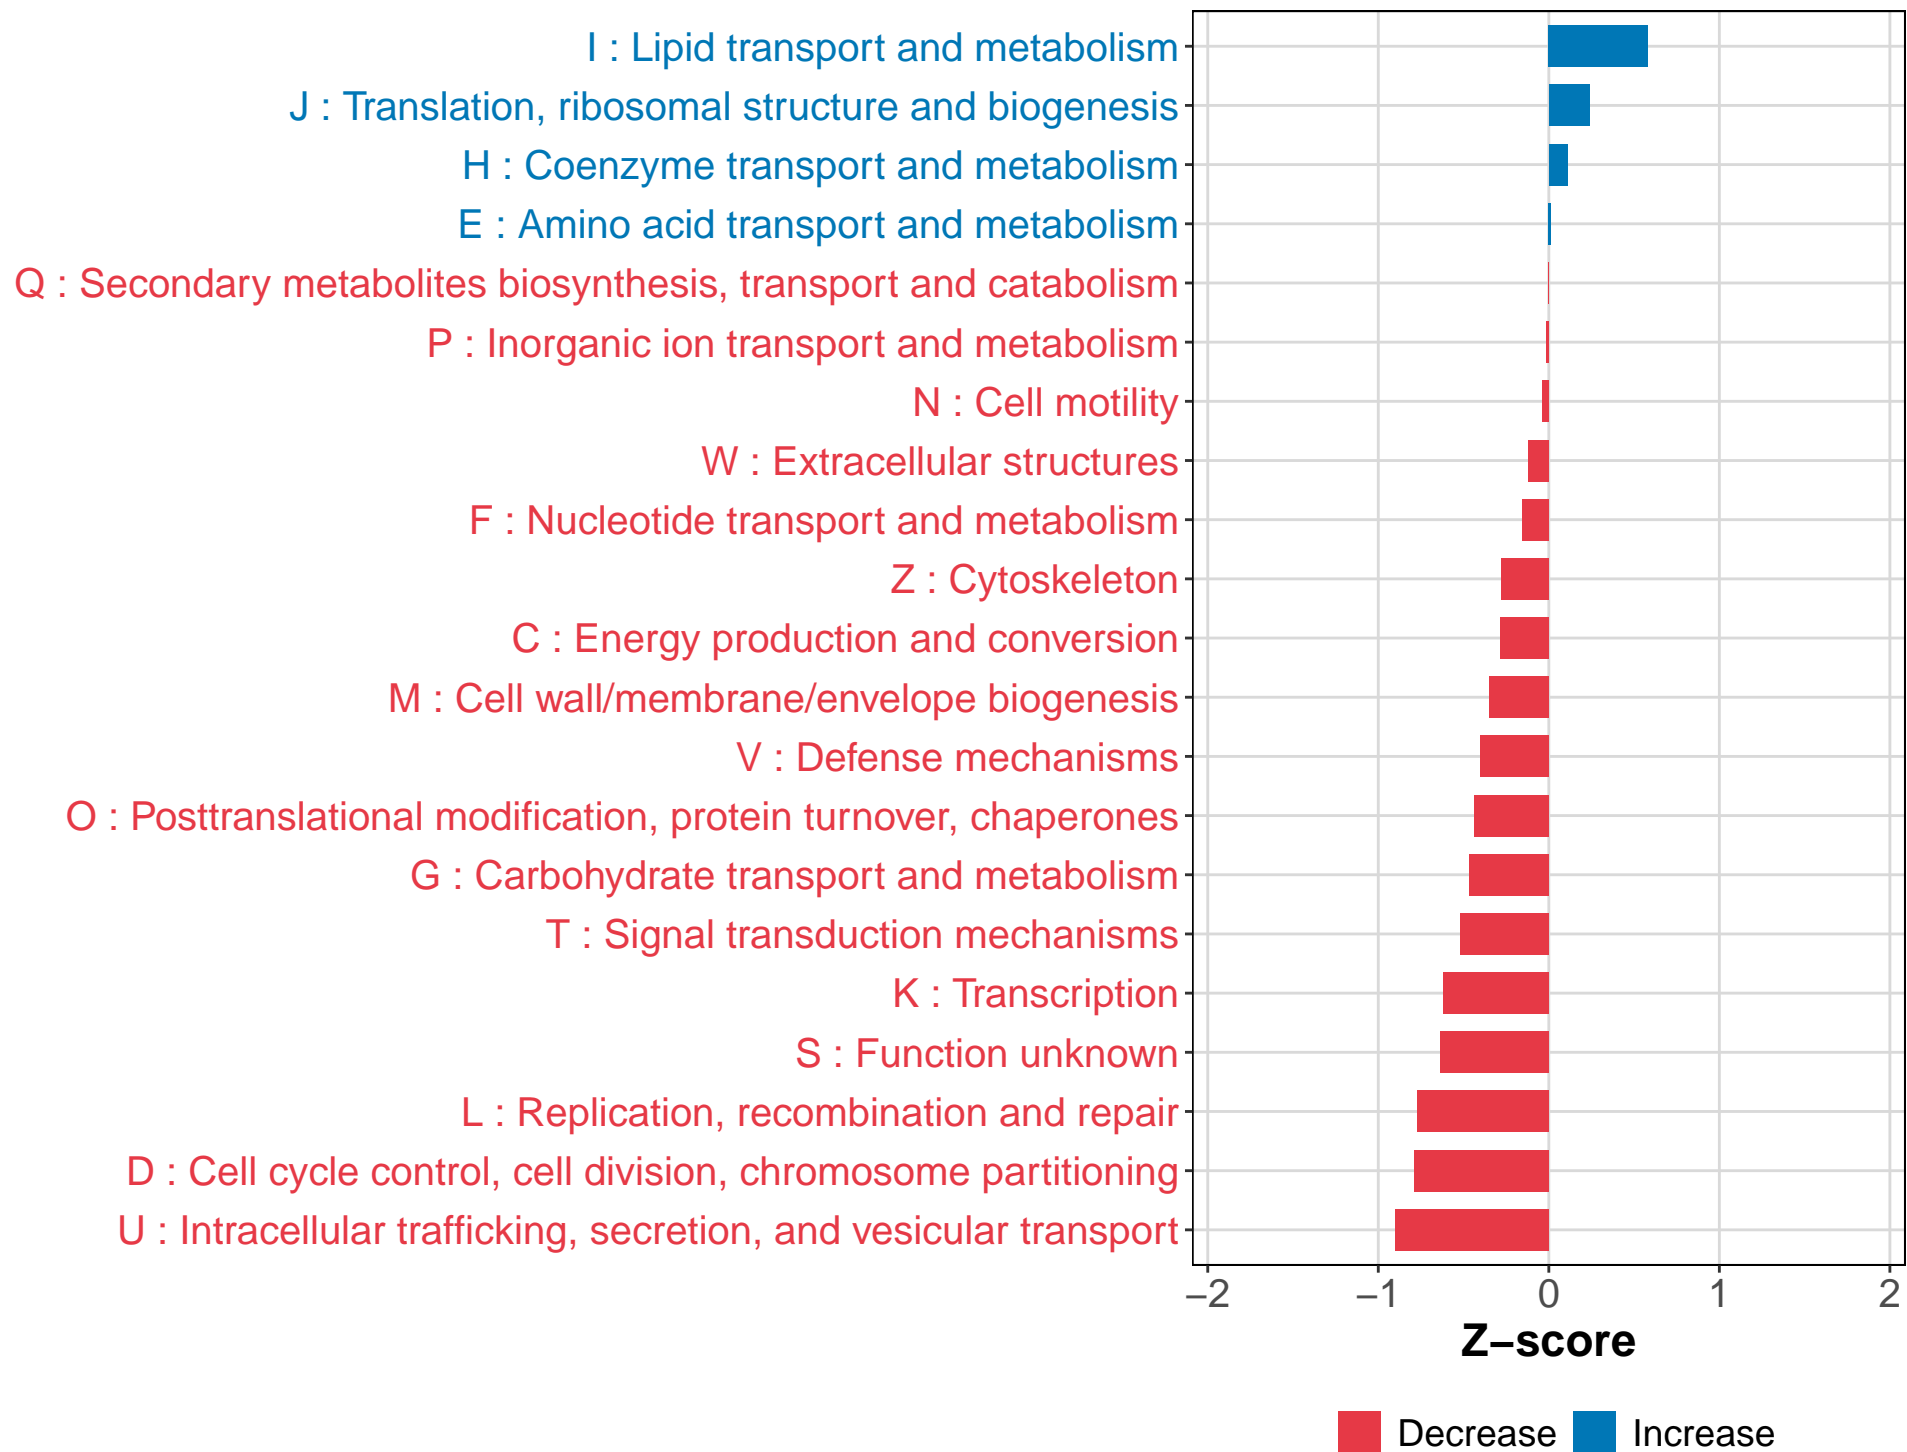 I : Lipid transport and metabolism
J : Translation, ribosomal structure and biogenesis
H : Coenzyme transport and metabolism
E : Amino acid transport and metabolism
Q : Secondary metabolites biosynthesis, transport and catabolism
P : Inorganic ion transport and metabolism
N : Cell motility
W : Extracellular structures
F : Nucleotide transport and metabolism
Z : Cytoskeleton
C : Energy production and conversion
M : Cell wall/membrane/envelope biogenesis
V : Defense mechanisms
O : Posttranslational modification, protein turnover, chaperones
G : Carbohydrate transport and metabolism
T : Signal transduction mechanisms
K : Transcription
S : Function unknown
L : Replication, recombination and repair
D : Cell cycle control, cell division, chromosome partitioning
U : Intracellular trafficking, secretion, and vesicular transport
−2 −1 0 1 2
Z−score
Decrease Increase